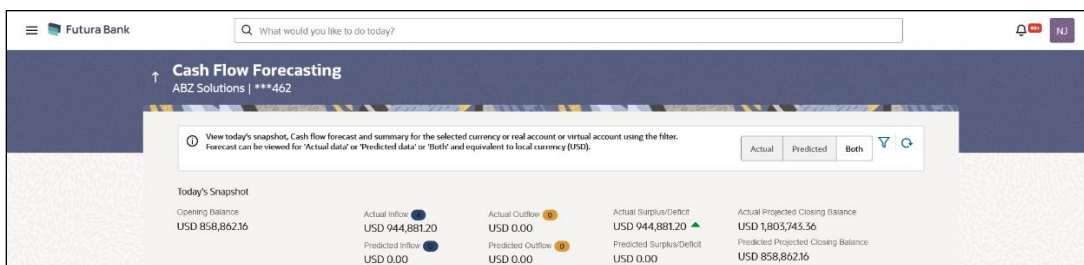 Futura Bank
What would you like to do today?
99+
NJ
Cash Flow Forecasting
ABZ Solutions | ***462
View today's snapshot, Cash flow forecast and summary for the selected currency or real account or virtual account using the filter.
Forecast can be viewed for 'Actual data' or 'Predicted data' or 'Both' and equivalent to local currency (USD).
Actual Predicted Both
Today's Snapshot
Opening Balance
USD 858,862.16
Actual Inflow
USD 944,881.20
Predicted Inflow
USD 0.00
Actual Outflow 0
USD 0.00
Predicted Outflow 0
USD 0.00
Actual Surplus/Deficit
USD 944,881.20
Predicted Surplus/Deficit
USD 0.00
Actual Projected Closing Balance
USD 1,803,743.36
Predicted Projected Closing Balance
USD 858,862.16